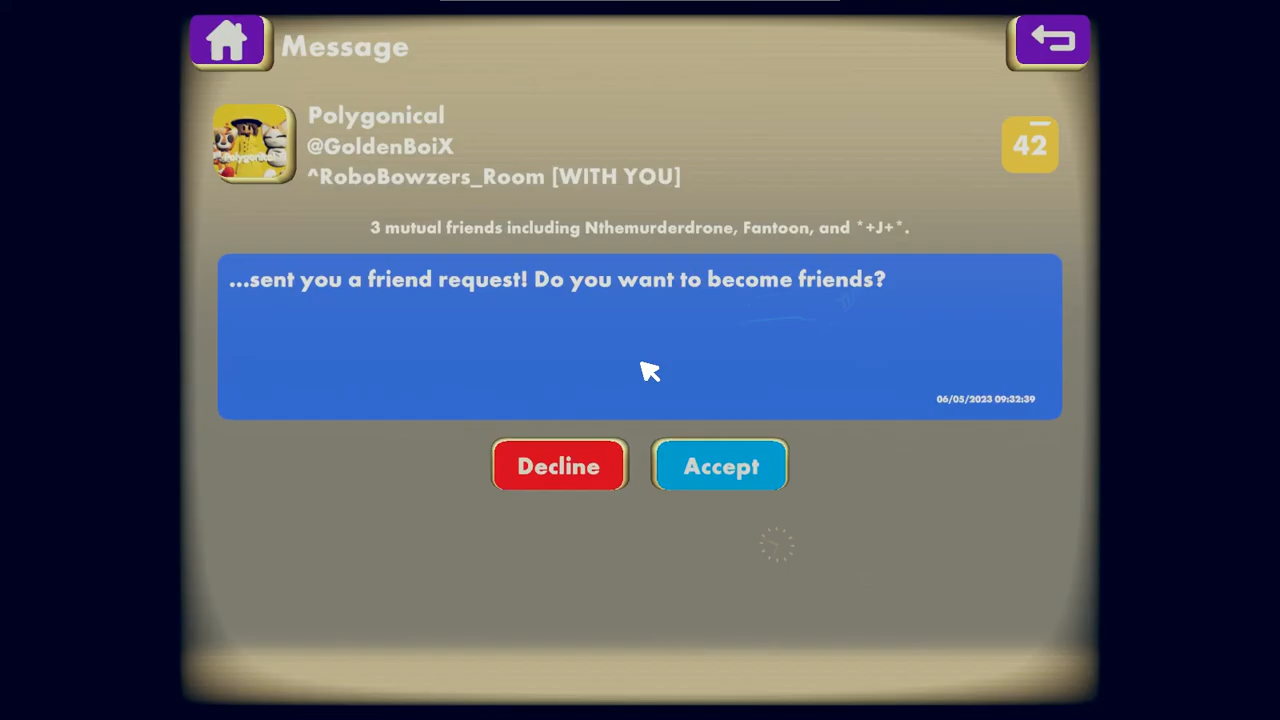 Message
Polygonical
@GoldenBoiX
^RoboBowzers_Room [WITH YOU]
42
3 mutual friends including Nthemurderdrone, Fantoon, and *+J+*.
...sent you a friend request! Do you want to become friends?
06/05/2023 09:32:39
Decline
Accept